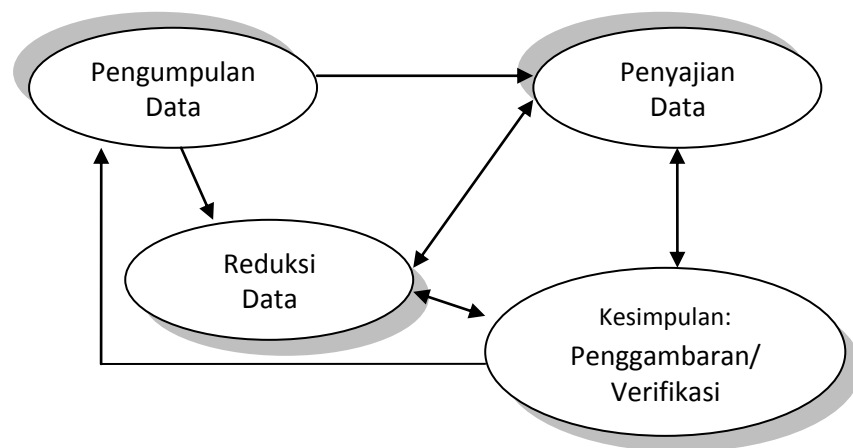 Pengumpulan
Data
Penyajian
Data
Reduksi
Data
Kesimpulan:
Penggambaran/
Verifikasi